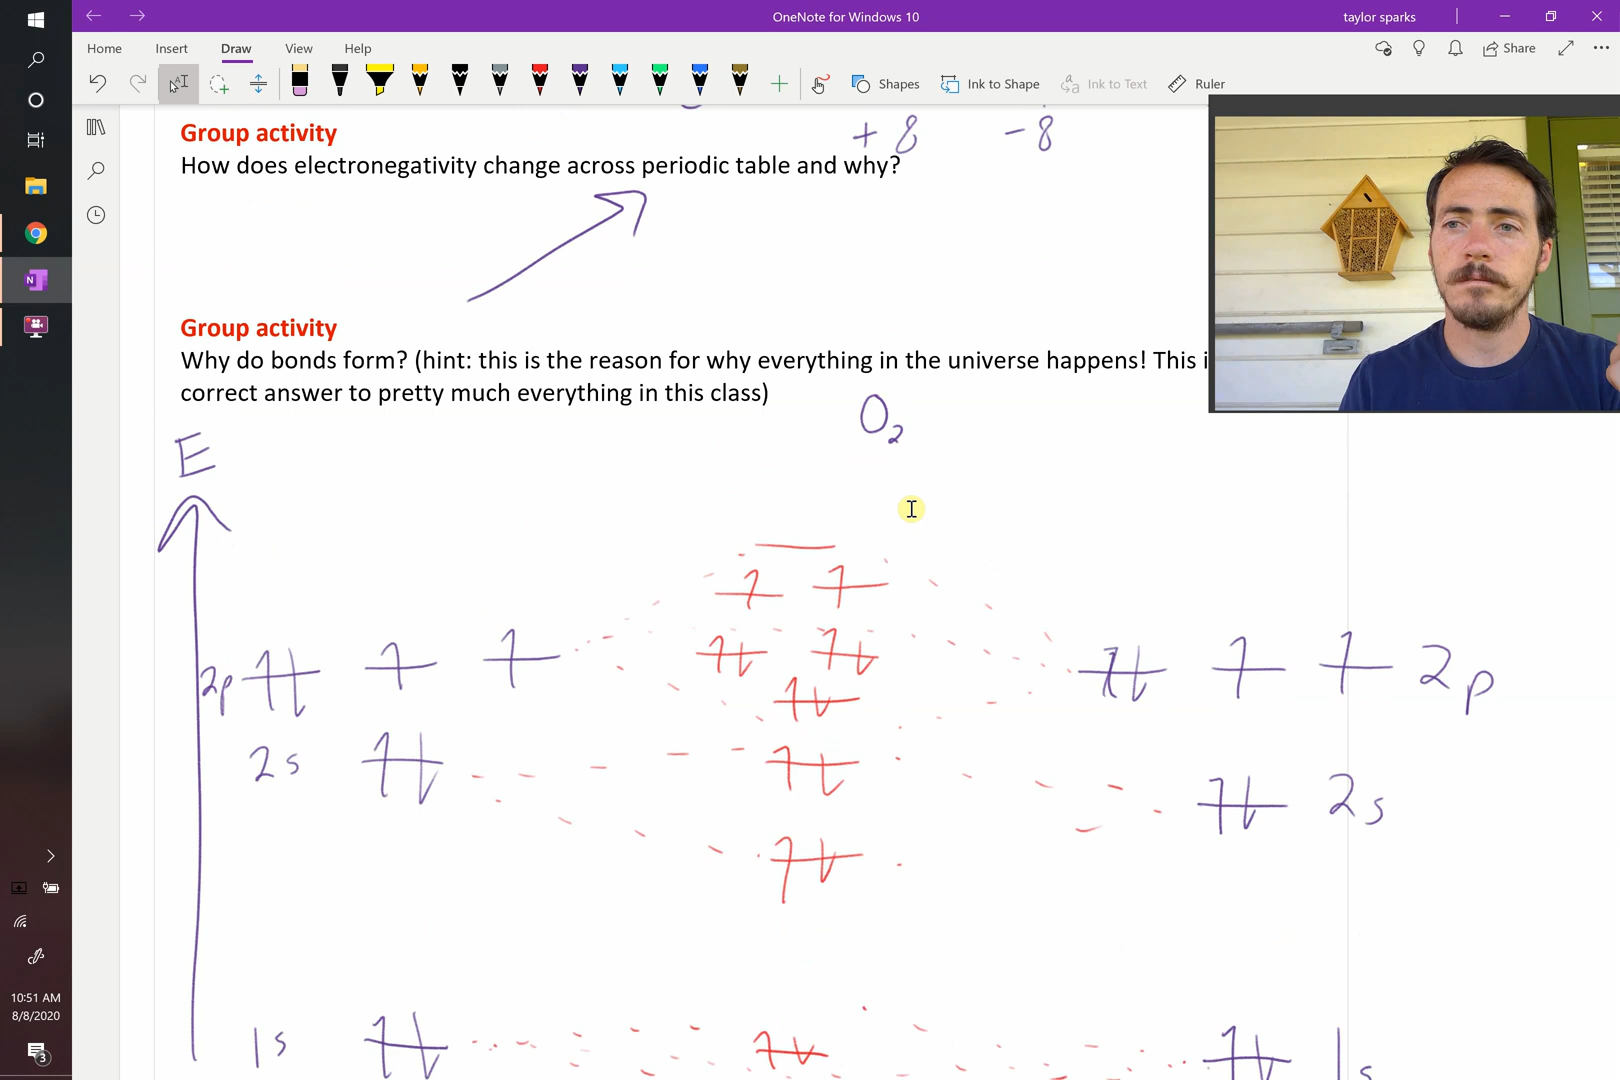 OneNote for Windows 10
taylor sparks
Home Insert Draw View Help
Share
Shapes Ink to Shape Ink to Text Ruler
+ 8 - 8
Group activity
How does electronegativity change across periodic table and why?
Group activity
Why do bonds form? (hint: this is the reason for why everything in the universe happens! This i
correct answer to pretty much everything in this class)
O2
E
2p 2p
2s 2s
1s 1s
10:51 AM
8/8/2020
3